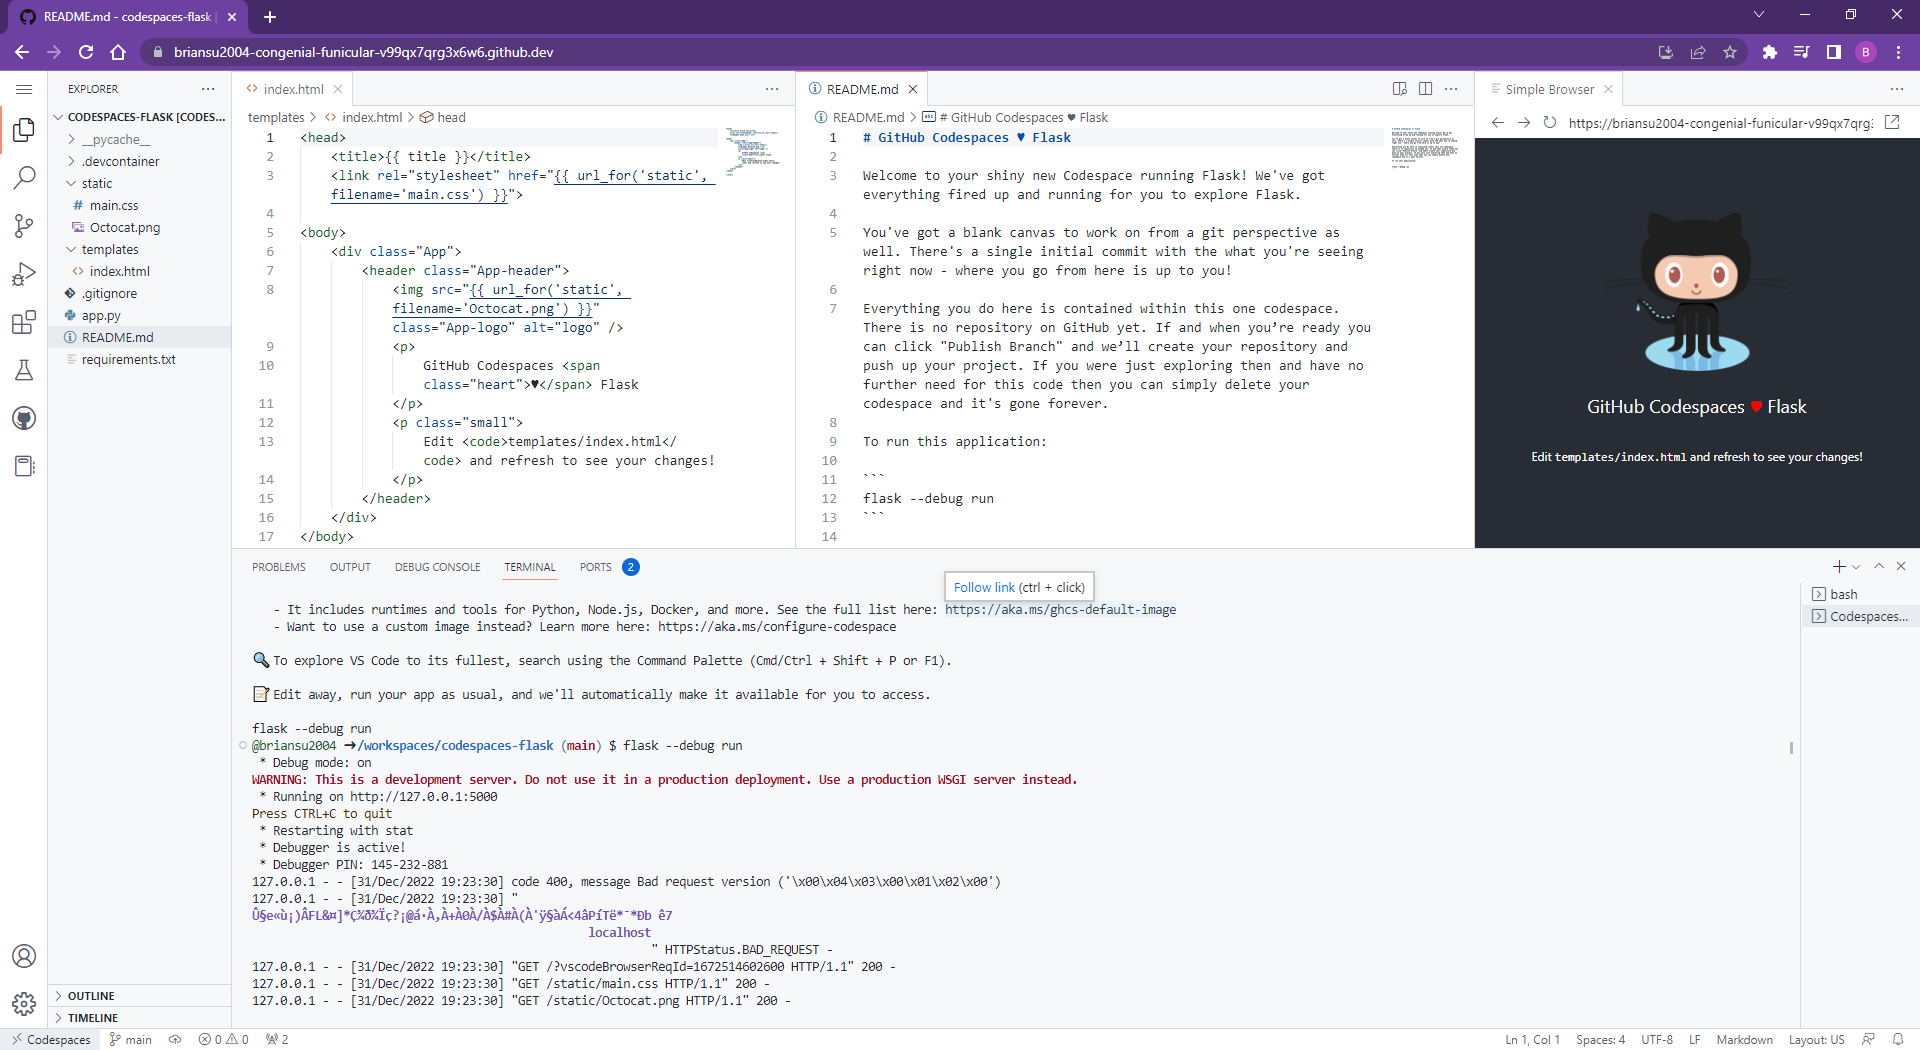 README.md - codespaces-flask [
briansu2004-congenial-funicular-v99qx7qrg3x6w6.github.dev
B
EXPLORER
CODESPACES-FLASK [CODES...
__pycache__
.devcontainer
static
# main.css
Octocat.png
templates
<> index.html
.gitignore
app.py
README.md
requirements.txt
OUTLINE
TIMELINE
<> index.html
templates > <> index.html > head
1 <head>
2 <title>{{ title }}</title>
3 <link rel="stylesheet" href="{{ url_for('static',
filename='main.css') }}">
4
5 <body>
6 <div class="App">
7 <header class="App-header">
8 <img src="{{ url_for('static',
filename='Octocat.png') }}"
class="App-logo" alt="logo" />
9 <p>
10 GitHub Codespaces <span
class="heart">♥</span> Flask
11 </p>
12 <p class="small">
13 Edit <code>templates/index.html</
code> and refresh to see your changes!
14 </p>
15 </header>
16 </div>
17 </body>
README.md
README.md > # GitHub Codespaces ♥ Flask
1 # GitHub Codespaces ♥ Flask
2
3 Welcome to your shiny new Codespace running Flask! We've got
everything fired up and running for you to explore Flask.
4
5 You've got a blank canvas to work on from a git perspective as
well. There's a single initial commit with the what you're seeing
right now - where you go from here is up to you!
6
7 Everything you do here is contained within this one codespace.
There is no repository on GitHub yet. If and when you’re ready you
can click "Publish Branch" and we’ll create your repository and
push up your project. If you were just exploring then and have no
further need for this code then you can simply delete your
codespace and it's gone forever.
8
9 To run this application:
10
11 ```
12 flask --debug run
13 ```
14
Simple Browser
https://briansu2004-congenial-funicular-v99qx7qrg3
GitHub Codespaces ♥ Flask
Edit templates/index.html and refresh to see your changes!
PROBLEMS OUTPUT DEBUG CONSOLE TERMINAL PORTS 2
Follow link (ctrl + click)
- It includes runtimes and tools for Python, Node.js, Docker, and more. See the full list here: https://aka.ms/ghcs-default-image
- Want to use a custom image instead? Learn more here: https://aka.ms/configure-codespace
🔍 To explore VS Code to its fullest, search using the Command Palette (Cmd/Ctrl + Shift + P or F1).
📝 Edit away, run your app as usual, and we'll automatically make it available for you to access.
flask --debug run
@briansu2004 ➜/workspaces/codespaces-flask (main) $ flask --debug run
* Debug mode: on
WARNING: This is a development server. Do not use it in a production deployment. Use a production WSGI server instead.
* Running on http://127.0.0.1:5000
Press CTRL+C to quit
* Restarting with stat
* Debugger is active!
* Debugger PIN: 145-232-881
127.0.0.1 - - [31/Dec/2022 19:23:30] code 400, message Bad request version ('\x00\x04\x03\x00\x01\x02\x00')
127.0.0.1 - - [31/Dec/2022 19:23:30] "
localhost
" HTTPStatus.BAD_REQUEST -
127.0.0.1 - - [31/Dec/2022 19:23:30] "GET /?vscodeBrowserReqId=1672514602600 HTTP/1.1" 200 -
127.0.0.1 - - [31/Dec/2022 19:23:30] "GET /static/main.css HTTP/1.1" 200 -
127.0.0.1 - - [31/Dec/2022 19:23:30] "GET /static/Octocat.png HTTP/1.1" 200 -
bash
Codespaces...
Codespaces main 0 0 2
Ln 1, Col 1 Spaces: 4 UTF-8 LF Markdown Layout: US